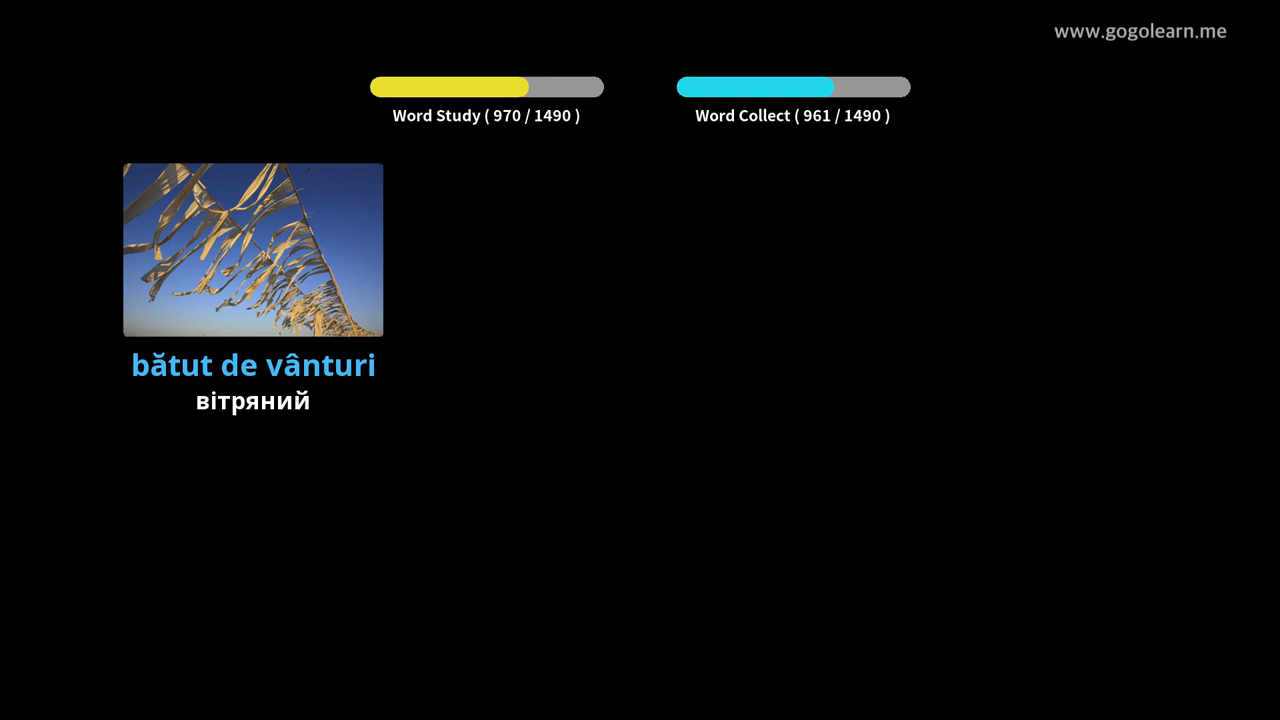 www.gogolearn.me
Word Study ( 970 / 1490 )
Word Collect ( 961 / 1490 )
bătut de vânturi
вітряний